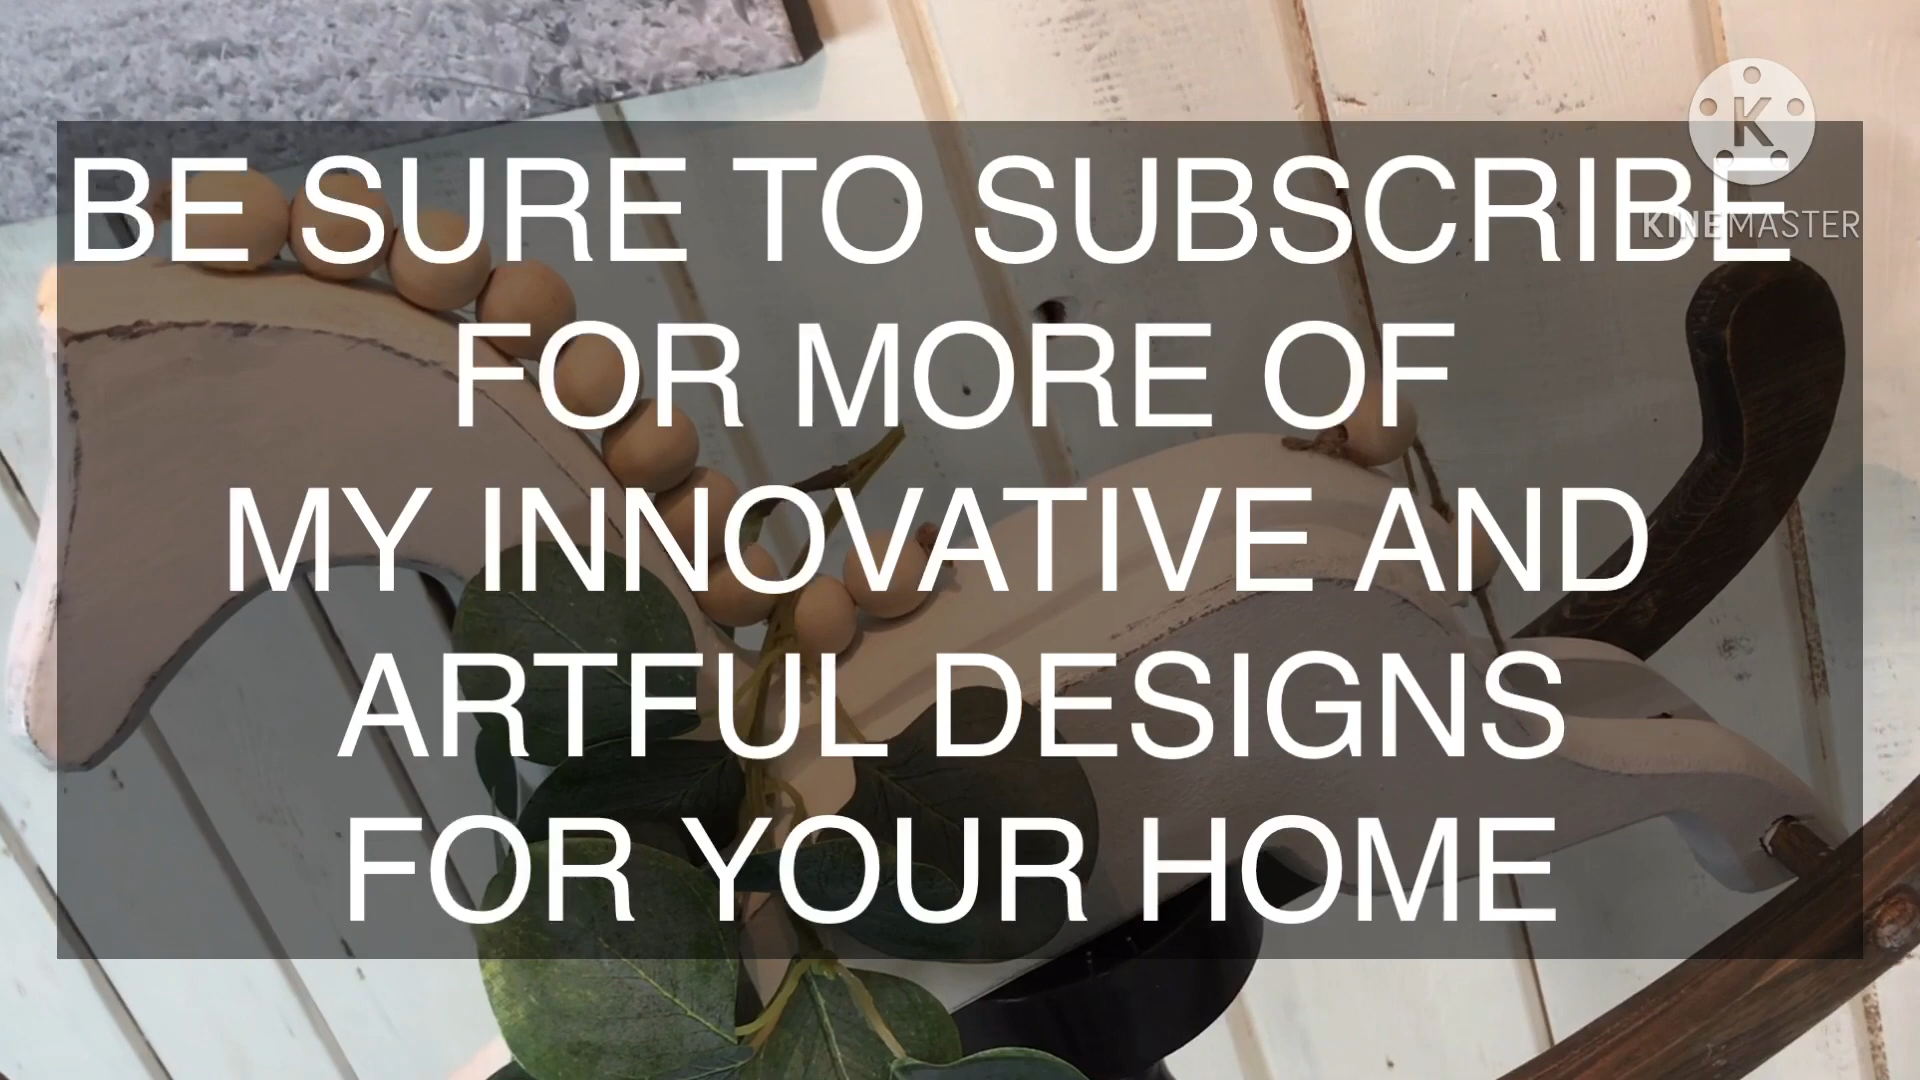 K
KINEMASTER
BE SURE TO SUBSCRIBE
FOR MORE OF
MY INNOVATIVE AND
ARTFUL DESIGNS
FOR YOUR HOME